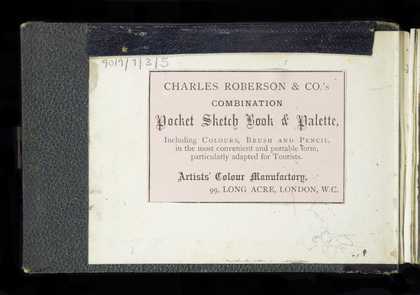 9019/7/3/5
CHARLES ROBERSON & CO.'s
COMBINATION
Pocket Sketch Book & Palette,
Including COLOURS, BRUSH AND PENCIL,
in the most convenient and portable form,
particularly adapted for Tourists.
Artists' Colour Manufactory,
99, LONG ACRE, LONDON, W.C.